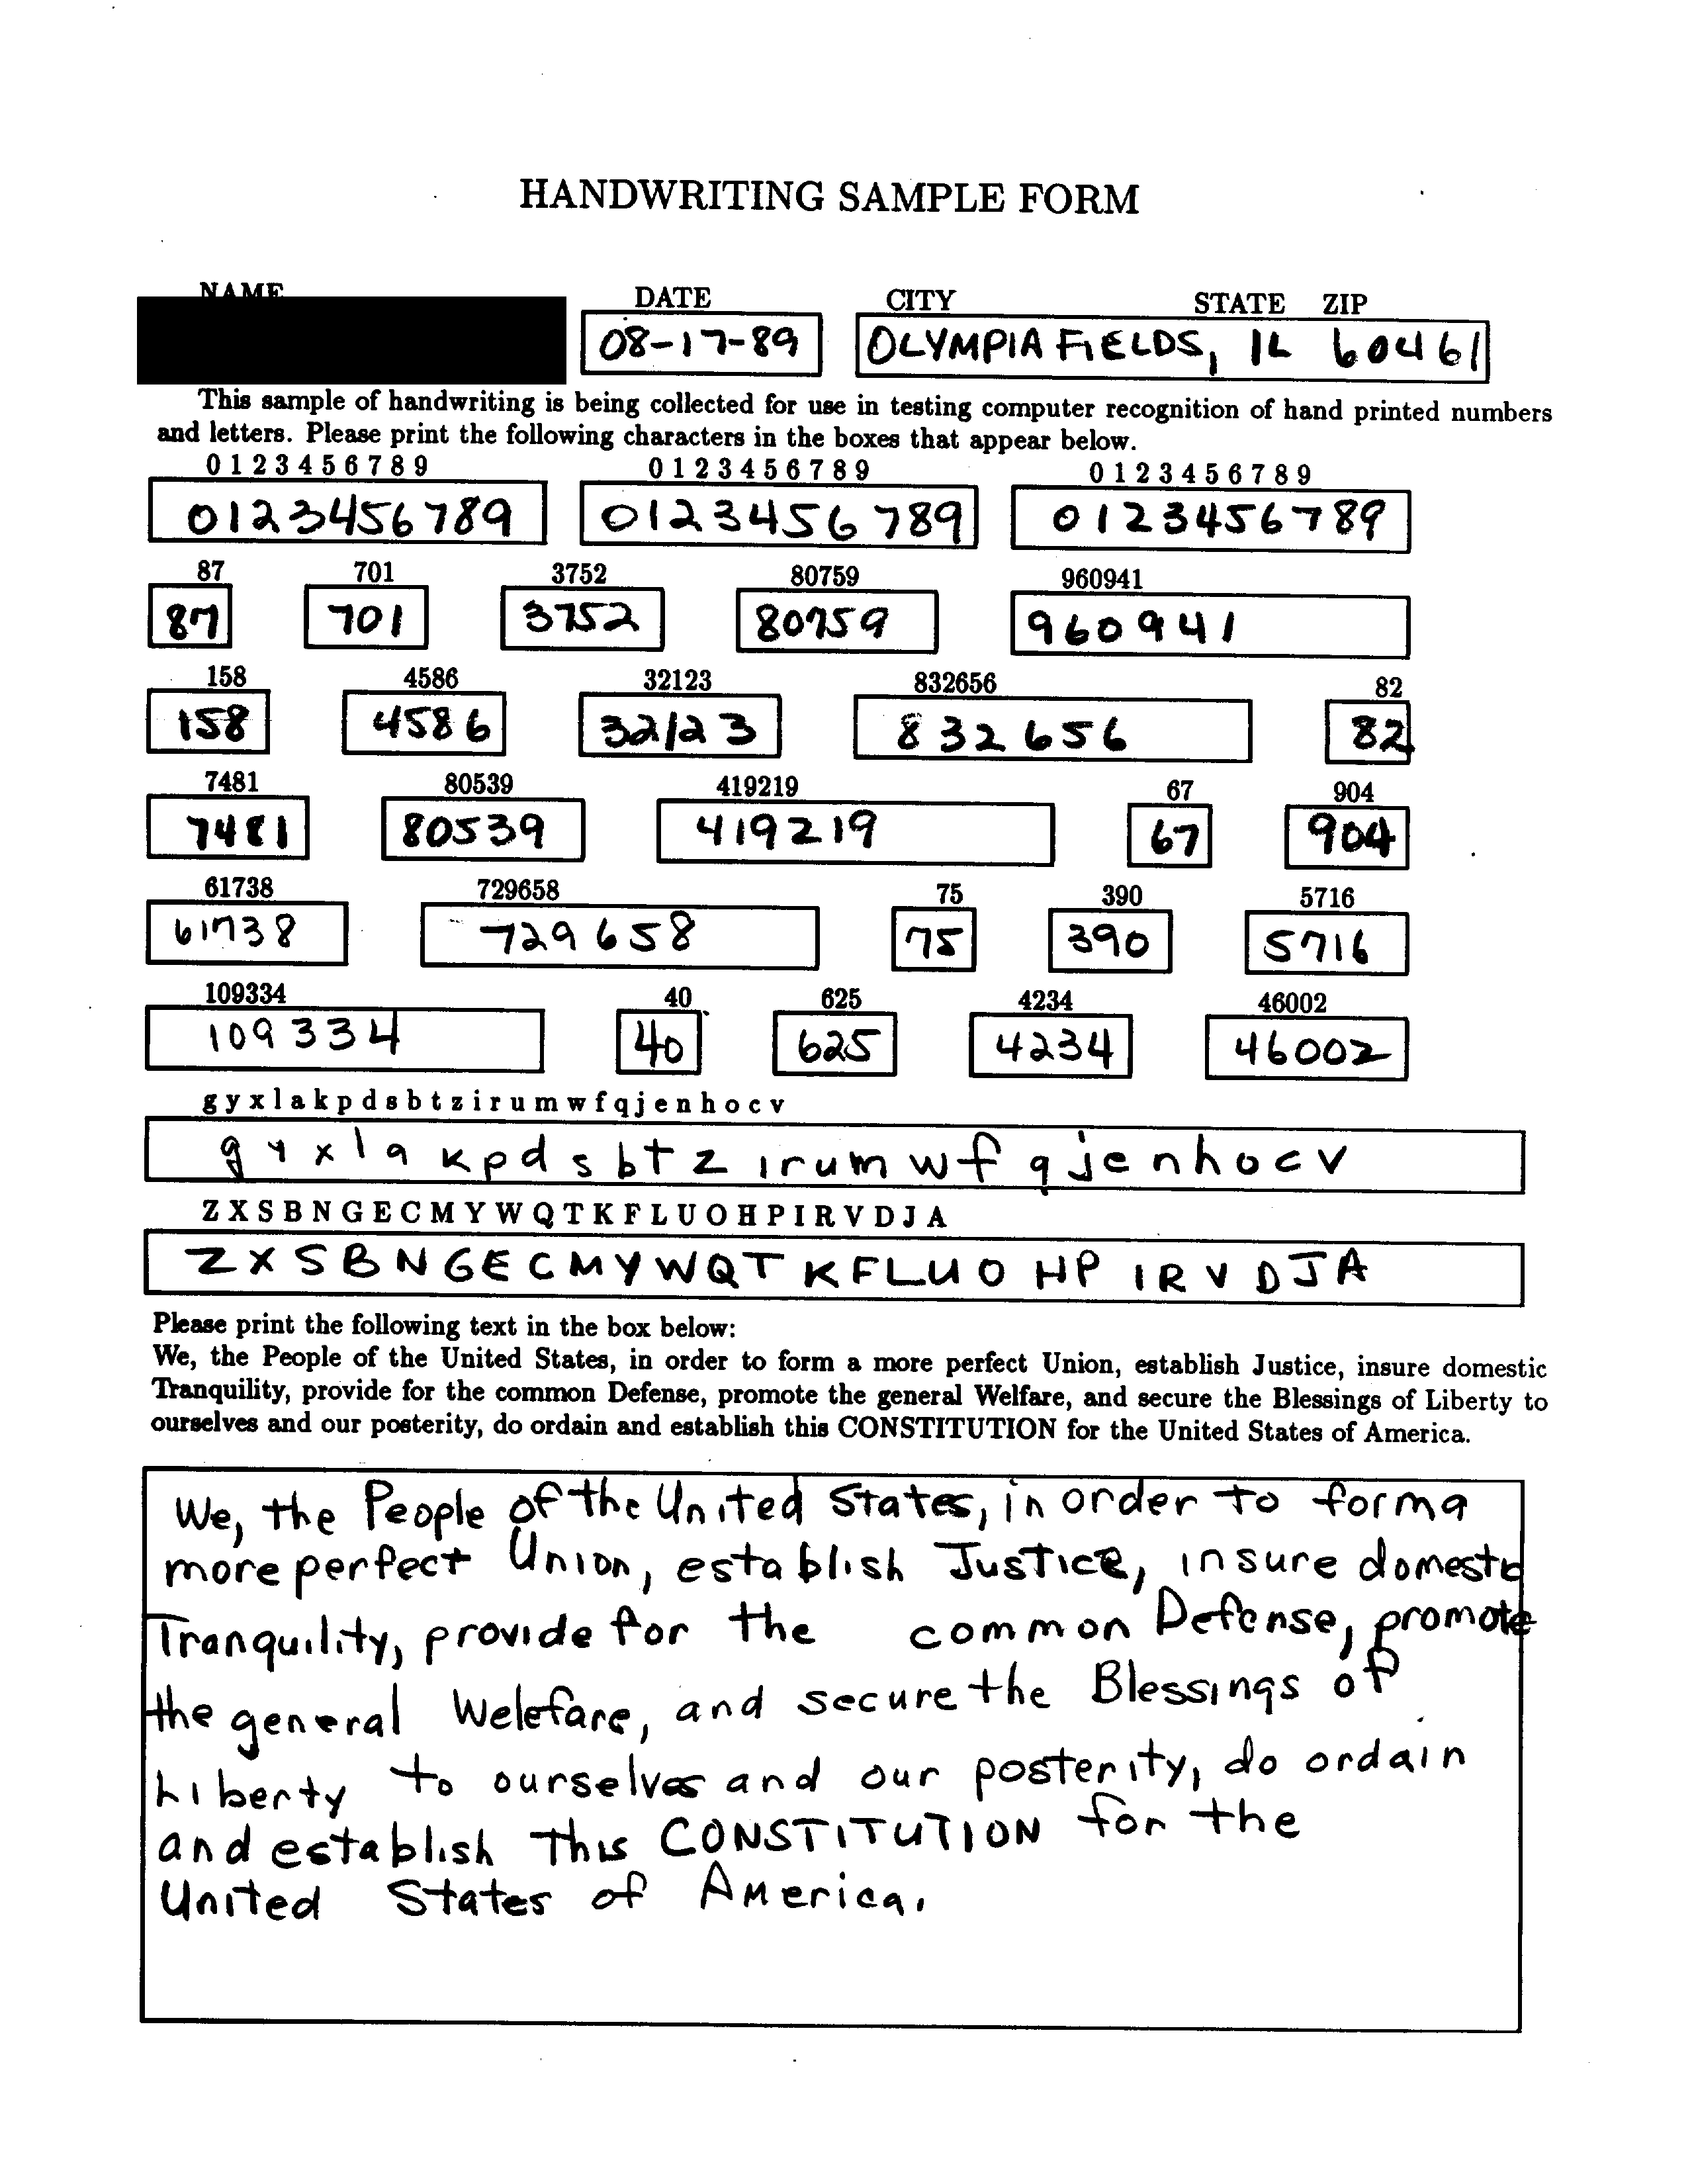 HANDWRITING SAMPLE FORM
NAME DATE CITY STATE ZIP
08-17-89 OLYMPIA FIELDS, IL 60461
This sample of handwriting is being collected for use in testing computer recognition of hand printed numbers
and letters. Please print the following characters in the boxes that appear below.
0 1 2 3 4 5 6 7 8 9 0 1 2 3 4 5 6 7 8 9 0 1 2 3 4 5 6 7 8 9
0123456789 0123456789 0123456789
87 701 3752 80759 960941
87 701 3752 80759 960941
158 4586 32123 832656 82
158 4586 32123 832656 82
7481 80539 419219 67 904
7481 80539 419219 67 904
61738 729658 75 390 5716
61738 729658 75 390 5716
109334 40 625 4234 46002
109334 40 625 4234 46002
g y x l a k p d s b t z i r u m w f q j e n h o c v
g y x l a k p d s b t z i r u m w f q j e n h o c v
Z X S B N G E C M Y W Q T K F L U O H P I R V D J A
Z X S B N G E C M Y W Q T K F L U O H P I R V D J A
Please print the following text in the box below:
We, the People of the United States, in order to form a more perfect Union, establish Justice, insure domestic
Tranquility, provide for the common Defense, promote the general Welfare, and secure the Blessings of Liberty to
ourselves and our posterity, do ordain and establish this CONSTITUTION for the United States of America.
We, the People of the United States, in order to form a
more perfect Union, establish Justice, insure domestic
Tranquility, provide for the common Defense, promote
the general Welefare, and secure the Blessings of
Liberty to ourselves and our posterity, do ordain
and establish This CONSTITUTION for the
United States of America.